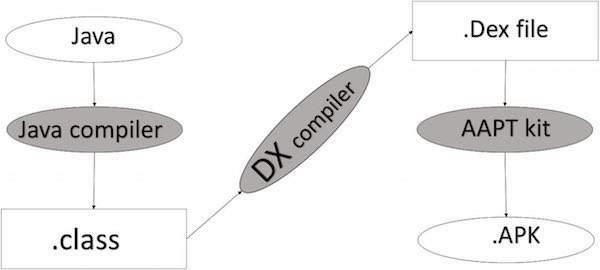 Java
Java compiler
.class
DX compiler
.Dex file
AAPT kit
.APK